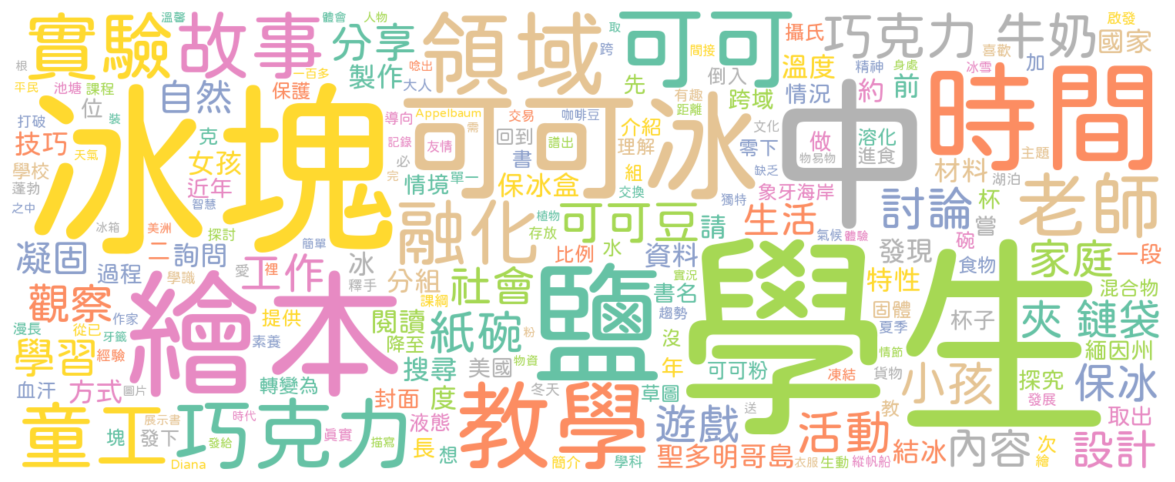 實驗 故事 分享 領域 可可 巧克力 牛奶 國家 啟發
溫馨 體會 人物 製作 大人 唸出 取 跨 閱接 攝氏 溫度 喜歡 冰雪 加
根 平民 池塘 課程 一百多 保護 自然 位 先 倒入 跨域 情況 精神 約 前 身處
冰塊 可可冰 中 時間
打破 裝 技巧 天氣 克 女孩 近年 智慧 導向 Appelbaum 記錄 友情 必 完 情境 單一 交易 需 回到 譜出 咖啡豆 書 保冰盒 介紹 理解 組 交換 有趣 距離 零下 文化 做 物易物 缺乏 溶化 進食 材料 主題 湖泊
學校 蓬勃 之中 象牙海岸 獨特 討論 杯 嘗 老師
融化 可可豆 請 生活 氣候 體驗 發現 碗 食物 家庭 一段
凝固 冰箱 美洲 探討 二 詢問 簡單 愛 裡 冰 釋手 植物 存放 水 比例 資料 特性
過程 學識 工作 分組 課綱 社會 鹽 書名 實況 趨勢 學生 固體 夏季 混合物
觀察 繪本 提供 閱讀 降至 紙碗 沒 杯子 夾 鏈袋
漫長 從已 作家 牙籤 素養 學習 經驗 搜尋 美國 物資 粉 年 可可粉 情節 凍結 貨物 緬因州
血汗 方式 圖片 轉變為 封面 度 冬天 草圖 教 小孩 探究 發展 保冰
童工 巧克力 展示書 時代 液態 教學 遊戲 送 活動 取出
塊 發下 發給 真實 描寫 長 想 內容 次 繪 設計
Diana 簡介 學科 聖多明哥島 衣服 生動 縱帆船 結冰